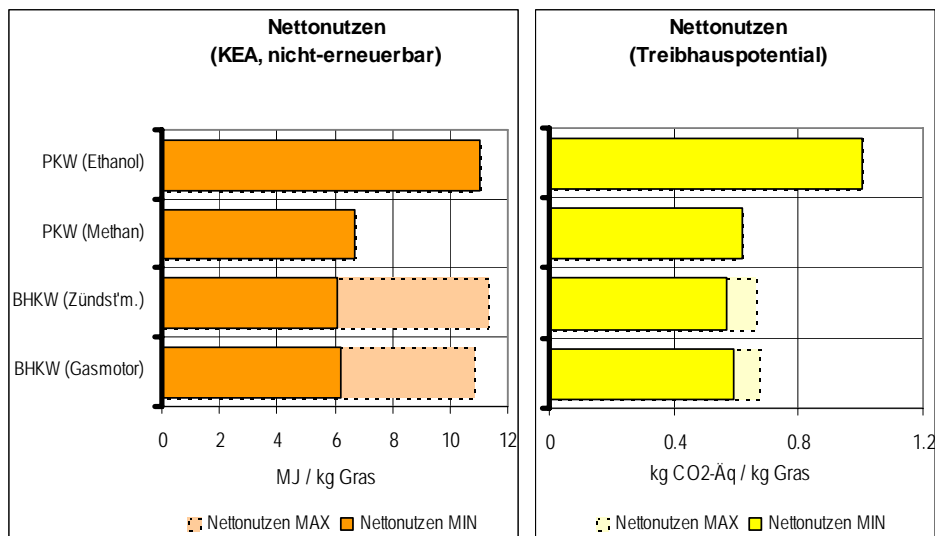 Nettonutzen
(KEA, nicht-erneuerbar)
PKW (Ethanol)
PKW (Methan)
BHKW (Zündst'm.)
BHKW (Gasmotor)
0 2 4 6 8 10 12
MJ / kg Gras
Nettonutzen MAX Nettonutzen MIN
Nettonutzen
(Treibhauspotential)
0 0.4 0.8 1.2
kg CO2-Äq / kg Gras
Nettonutzen MAX Nettonutzen MIN